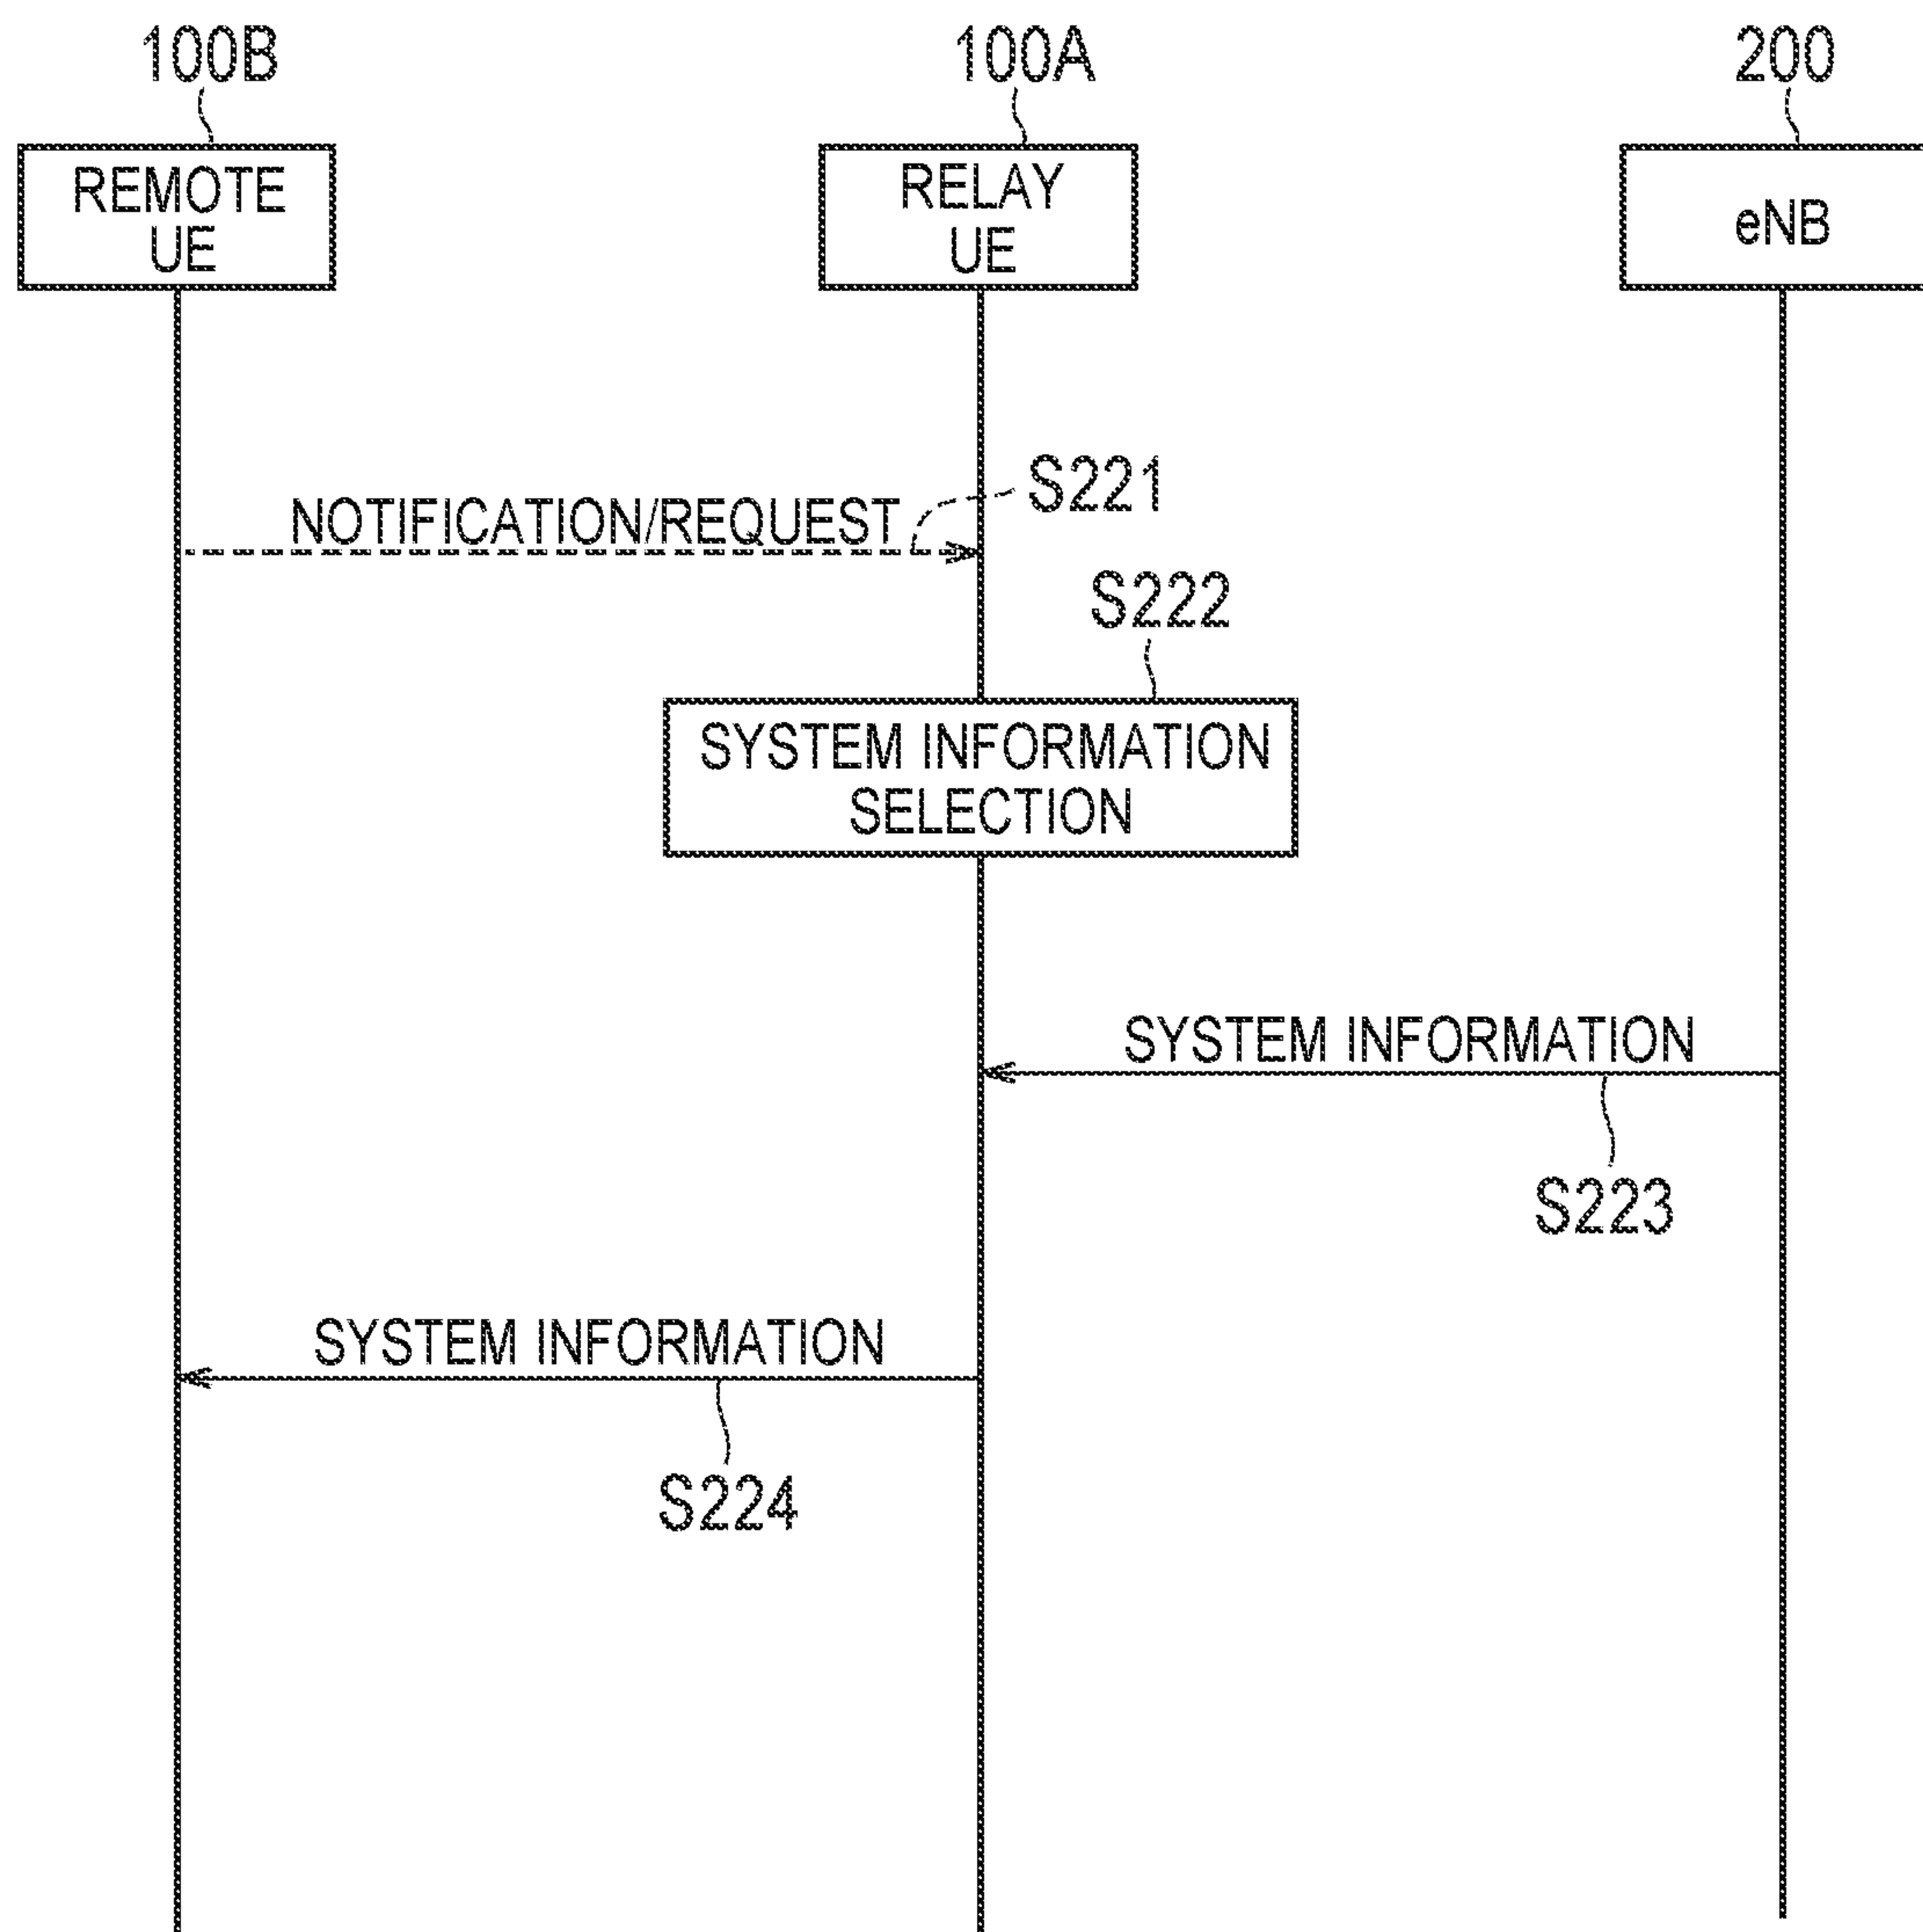 100B
100A
200
REMOTE
UE
RELAY
UE
eNB
NOTIFICATION/REQUEST
S221
S222
SYSTEM INFORMATION
SELECTION
SYSTEM INFORMATION
S223
SYSTEM INFORMATION
S224